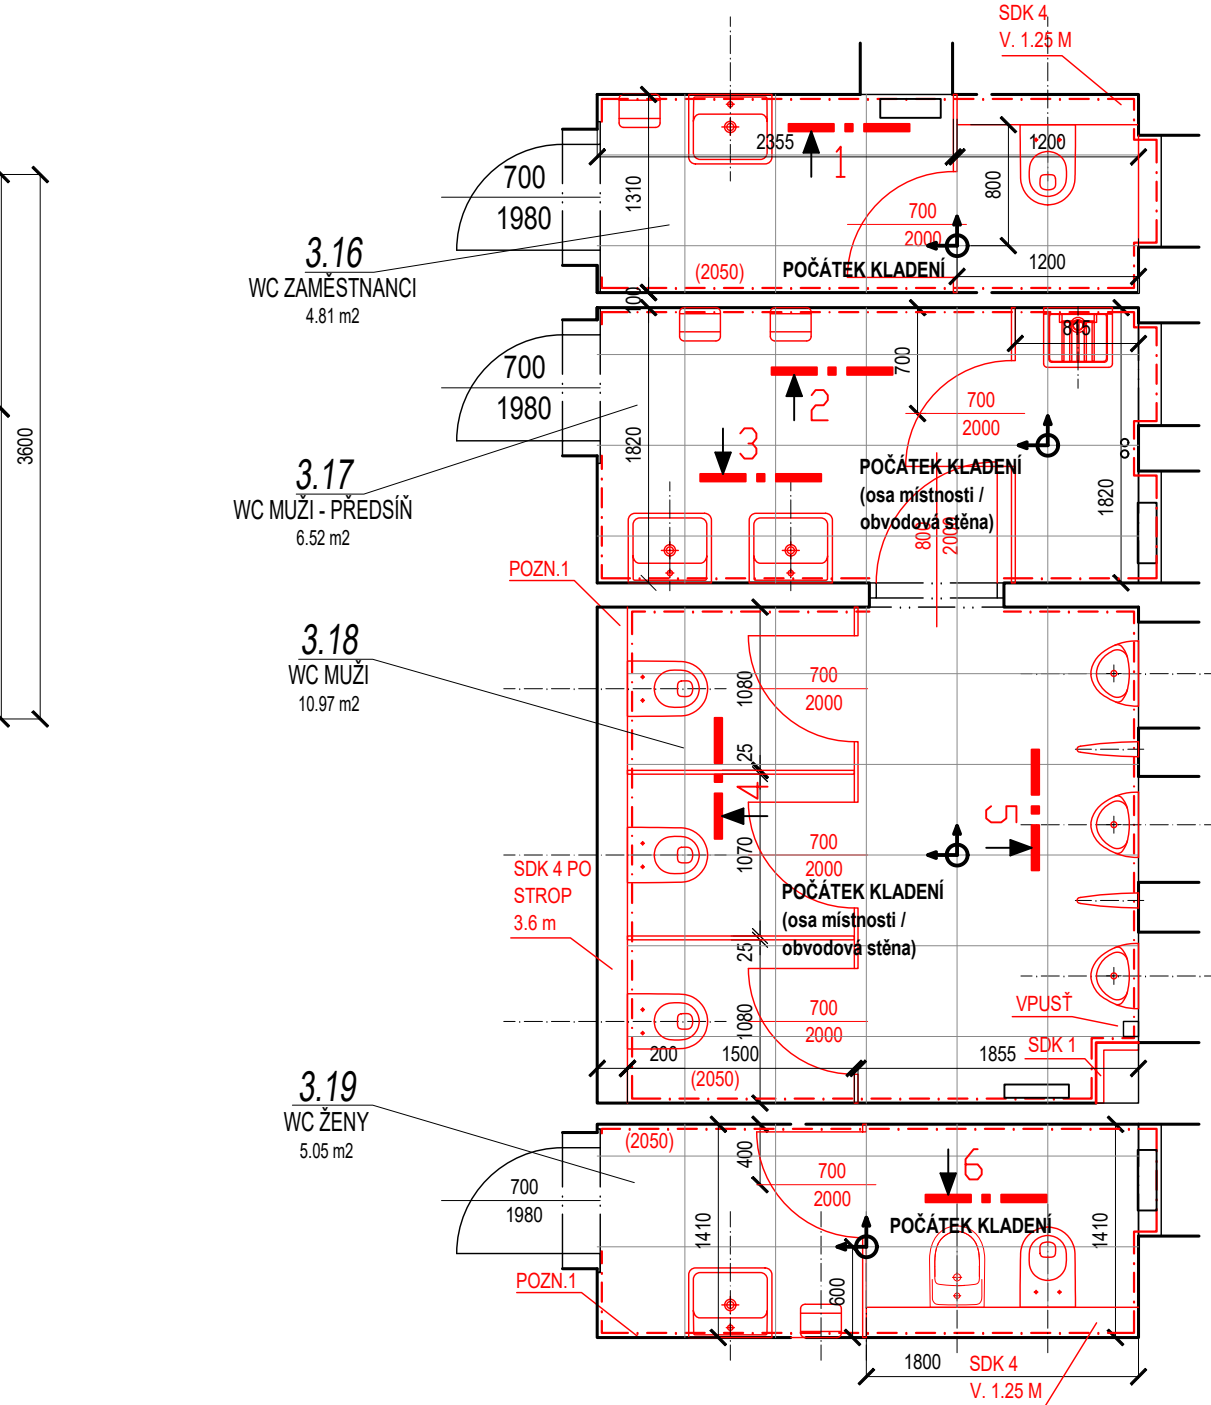 SDK 4
V. 1.25 M
2355
1
1200
700
1980
1310
800
700
2000
3.16
WC ZAMĚSTNANCI
4.81 m2
(2050)
POČÁTEK KLADENÍ
1200
100
815
700
1980
700
2
700
2000
3600
1820
3
3.17
WC MUŽI - PŘEDSÍŇ
6.52 m2
POČÁTEK KLADENÍ
(osa místnosti /
obvodová stěna)
1820
800
2000
POZN.1
3.18
WC MUŽI
10.97 m2
1080
700
2000
25
4
5
1070
700
2000
SDK 4 PO
STROP
3.6 m
POČÁTEK KLADENÍ
(osa místnosti /
obvodová stěna)
25
1080
700
2000
VPUSŤ
SDK 1
200
1500
1855
(2050)
3.19
WC ŽENY
5.05 m2
(2050)
400
700
2000
6
700
1980
1410
POČÁTEK KLADENÍ
1410
POZN.1
600
1800
SDK 4
V. 1.25 M